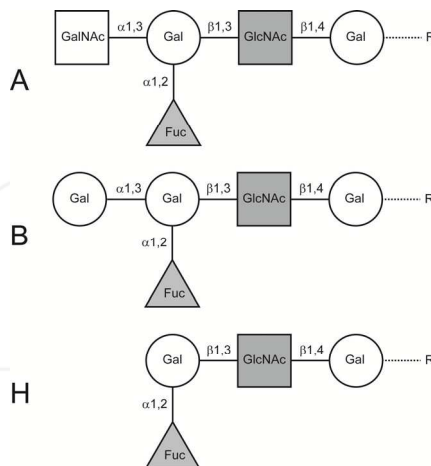 GalNAc α1,3 Gal β1,3 GlcNAc β1,4 Gal R
A
α1,2
Fuc
Gal α1,3 Gal β1,3 GlcNAc β1,4 Gal R
B
α1,2
Fuc
Gal β1,3 GlcNAc β1,4 Gal R
H
α1,2
Fuc